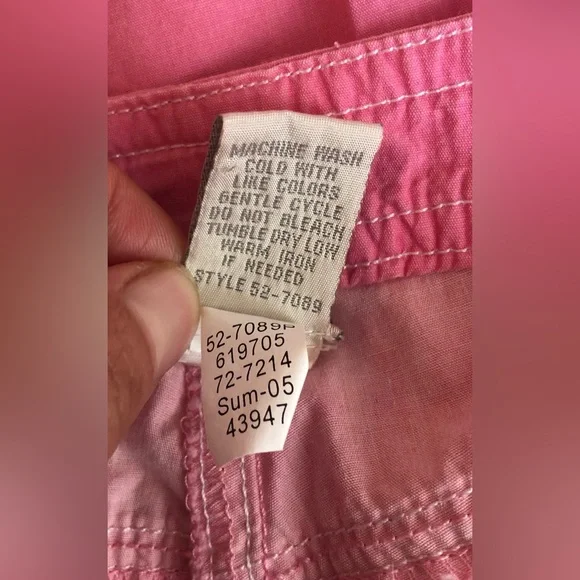 MACHINE WASH
COLD WITH
LIKE COLORS
GENTLE CYCLE
DO NOT BLEACH
TUMBLE DRY LOW
WARM IRON
IF NEEDED
STYLE 52-7089
52-7089P
619705
72-7214
Sum-05
43947